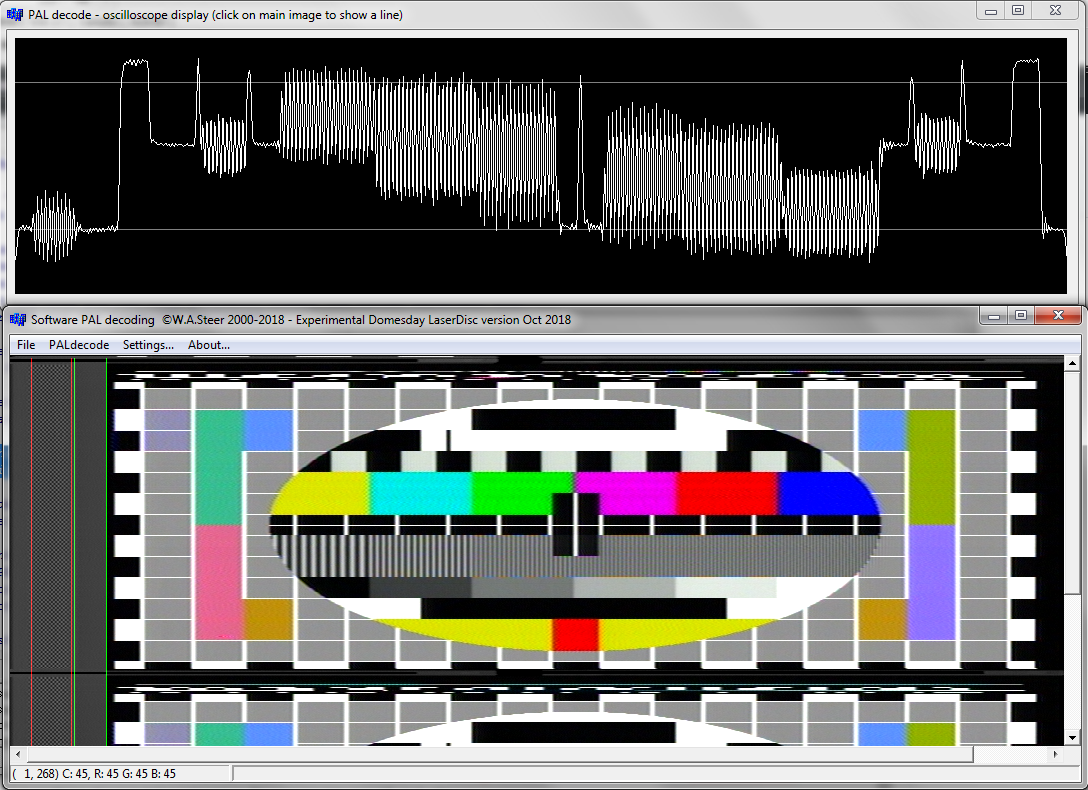 PAL decode - oscilloscope display (click on main image to show a line)
Software PAL decoding ©W.A.Steer 2000-2018 - Experimental Domesday LaserDisc version Oct 2018
File PALdecode Settings... About...
( 1, 268) C: 45, R: 45 G: 45 B: 45